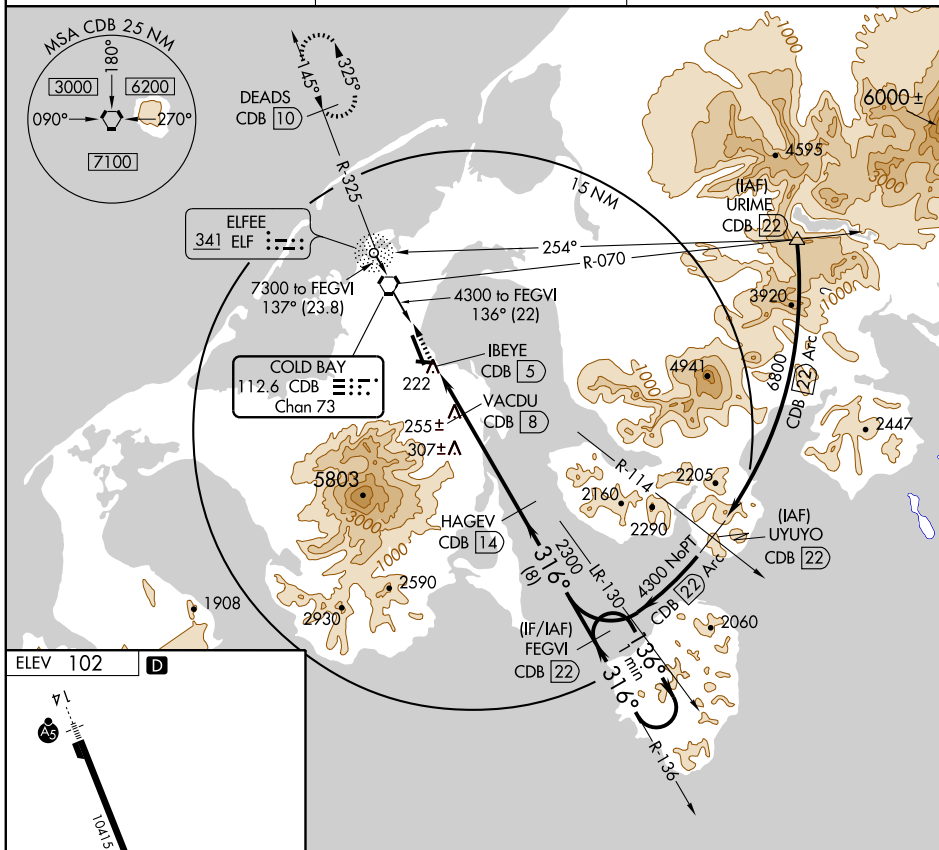 MSA CDB 25 NM
180°
3000
6200
090°
270°
7100
145°
325°
DEADS
CDB 10
R-325
1000
6000 ±
4595
3000
15 NM
(IAF)
URIME
CDB 22
ELFEE
341 ELF
254°
R-070
7300 to FEGVI
137° (23.8)
4300 to FEGVI
136° (22)
3920
1000
COLD BAY
112.6 CDB
Chan 73
IBEYE
CDB 5
222
4941
1000
6800
CDB 22 Arc
VACDU
CDB 8
255 ±
307 ±
2447
5803
3000
1000
R-114
2205
2160
2290
HAGEV
CDB 14
(IAF)
UYUYO
CDB 22
2300
316°
(8)
LR-130
4300 NoPT
CDB 22 Arc
2590
2930
1908
2060
(IF/IAF)
FEGVI
CDB 22
136°
1 min
316°
R-136
ELEV 102
D
14
A5
10415